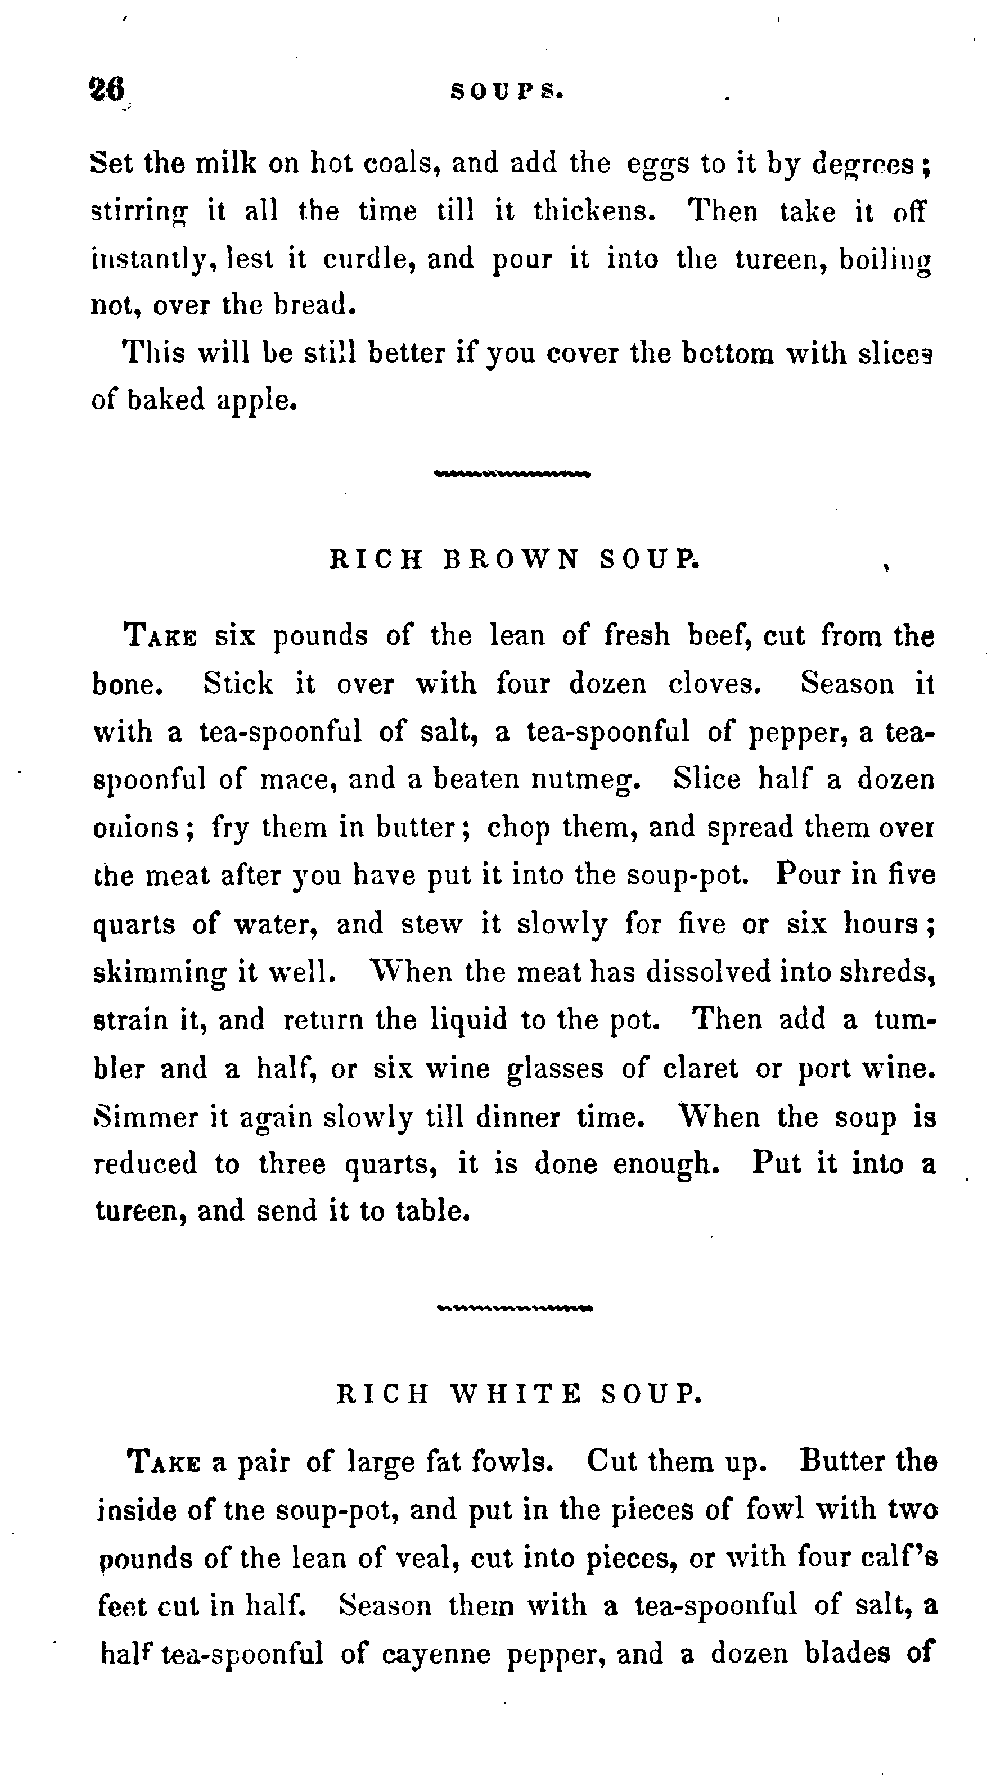 26 SOUPS.
Set the milk on hot coals, and add the eggs to it by degrees;
stirring it all the time till it thickens. Then take it off
instantly, lest it curdle, and pour it into the tureen, boiling
not, over the bread.
This will be still better if you cover the bottom with slices
of baked apple.
RICH BROWN SOUP.
TAKE six pounds of the lean of fresh beef, cut from the
bone. Stick it over with four dozen cloves. Season it
with a tea-spoonful of salt, a tea-spoonful of pepper, a tea-
spoonful of mace, and a beaten nutmeg. Slice half a dozen
onions; fry them in butter; chop them, and spread them over
the meat after you have put it into the soup-pot. Pour in five
quarts of water, and stew it slowly for five or six hours;
skimming it well. When the meat has dissolved into shreds,
strain it, and return the liquid to the pot. Then add a tum-
bler and a half, or six wine glasses of claret or port wine.
Simmer it again slowly till dinner time. When the soup is
reduced to three quarts, it is done enough. Put it into a
tureen, and send it to table.
RICH WHITE SOUP.
TAKE a pair of large fat fowls. Cut them up. Butter the
inside of the soup-pot, and put in the pieces of fowl with two
pounds of the lean of veal, cut into pieces, or with four calf's
feet cut in half. Season them with a tea-spoonful of salt, a
half tea-spoonful of cayenne pepper, and a dozen blades of